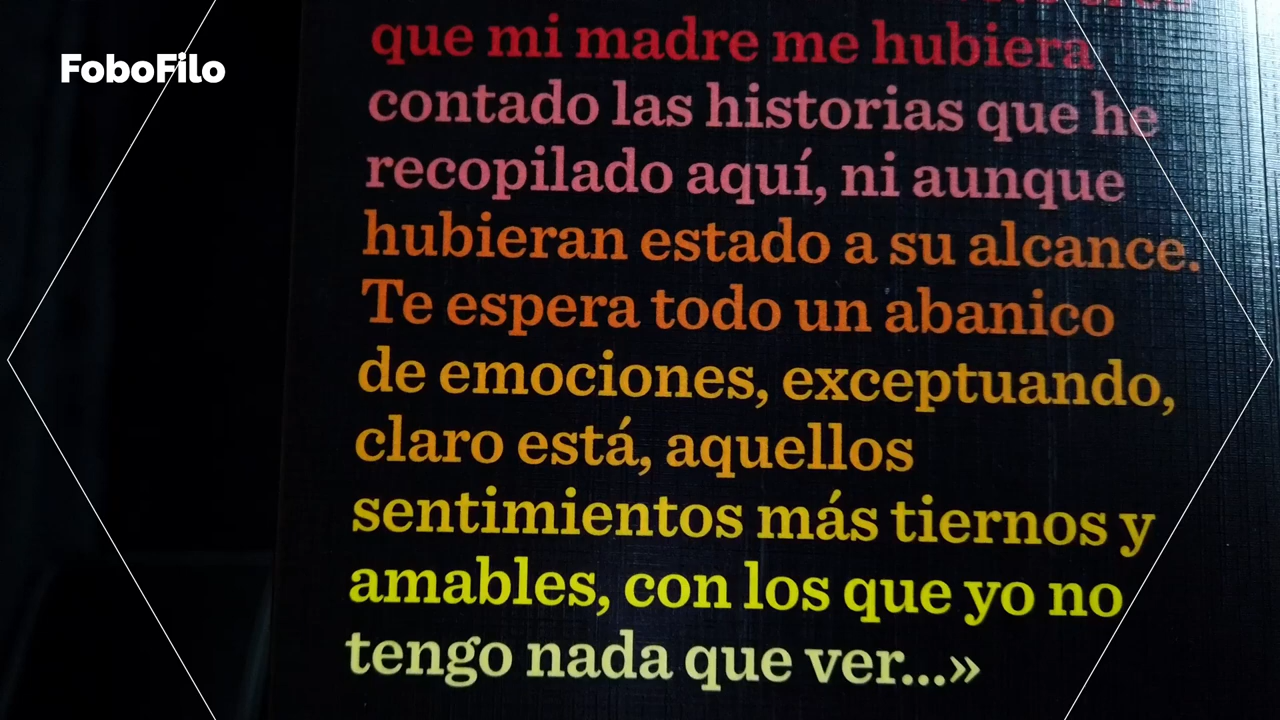 FoboFilo
que mi madre me hubiera
contado las historias que he
recopilado aquí, ni aunque
hubieran estado a su alcance.
Te espera todo un abanico
de emociones, exceptuando,
claro está, aquellos
sentimientos más tiernos y
amables, con los que yo no
tengo nada que ver...»